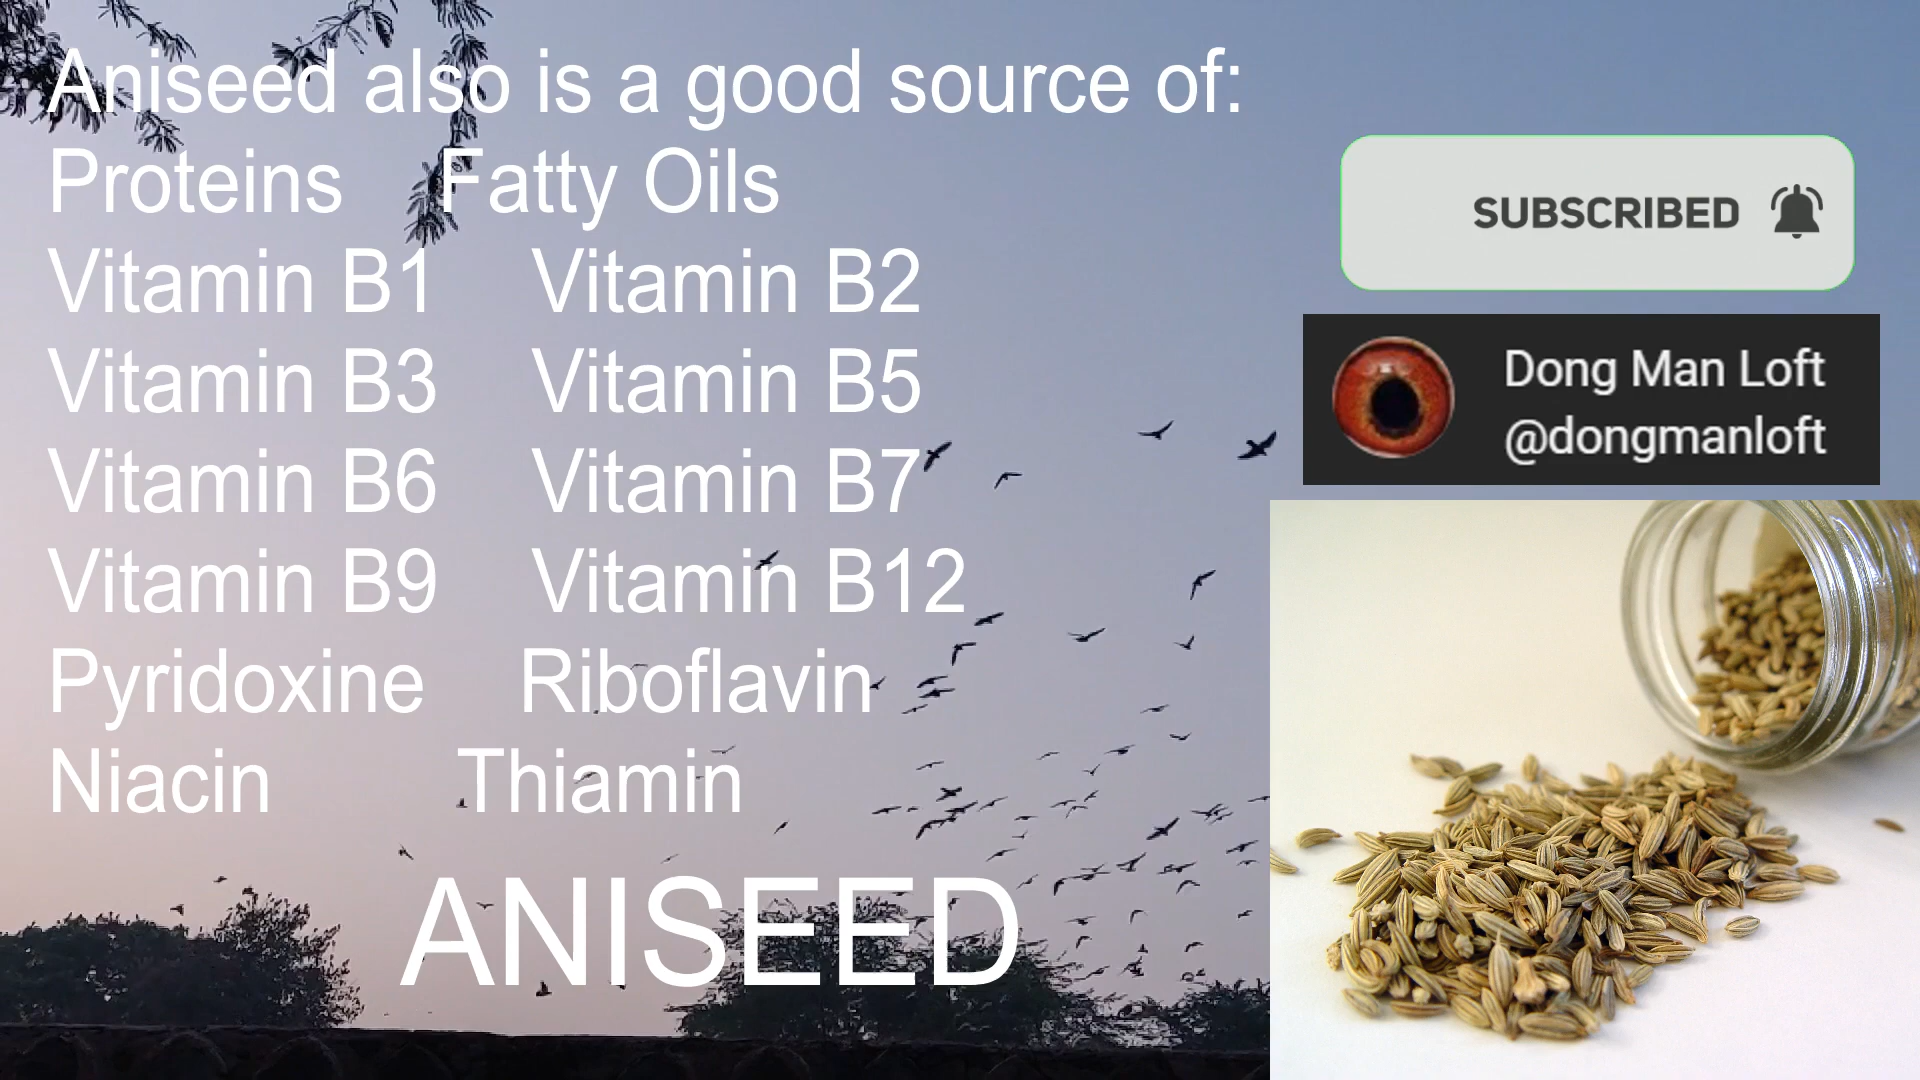 Aniseed also is a good source of:
Proteins Fatty Oils
Vitamin B1 Vitamin B2
Vitamin B3 Vitamin B5
Vitamin B6 Vitamin B7
Vitamin B9 Vitamin B12
Pyridoxine Riboflavin
Niacin Thiamin
ANISEED
SUBSCRIBED
Dong Man Loft
@dongmanloft